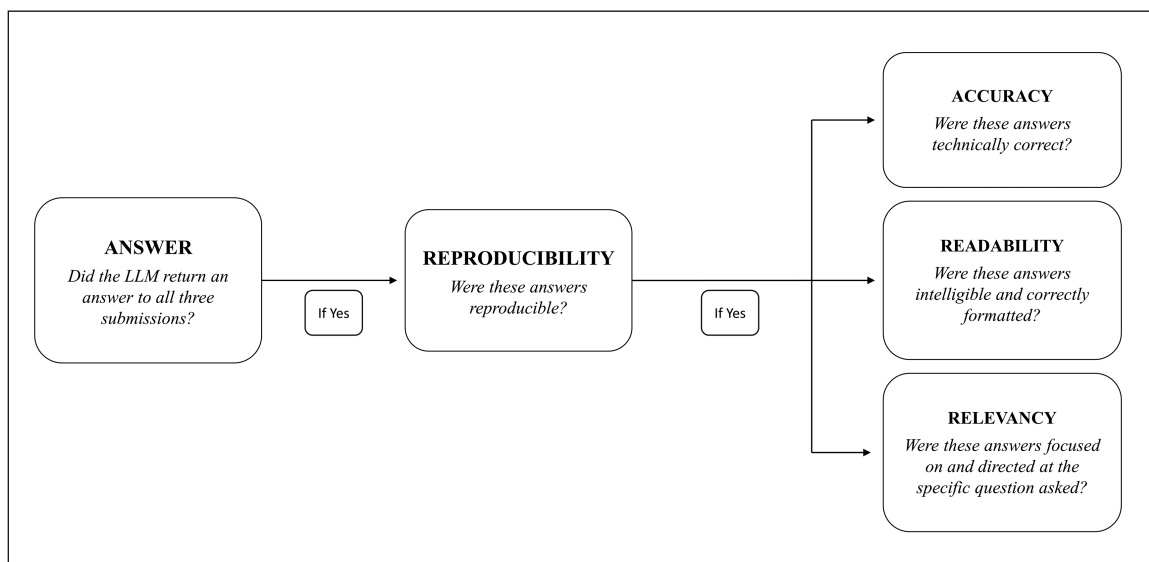 ANSWER
Did the LLM return an
answer to all three
submissions?
If Yes
REPRODUCIBILITY
Were these answers
reproducible?
If Yes
ACCURACY
Were these answers
technically correct?
READABILITY
Were these answers
intelligible and correctly
formatted?
RELEVANCY
Were these answers focused
on and directed at the
specific question asked?